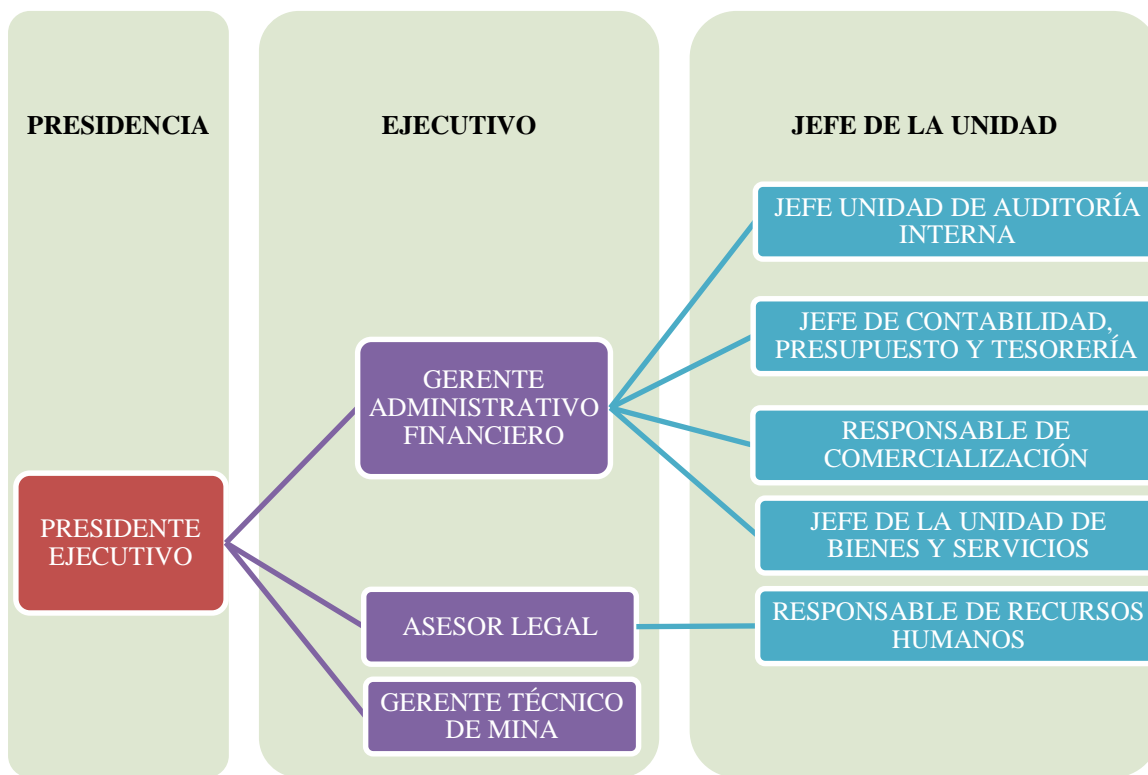 PRESIDENCIA
EJECUTIVO
JEFE DE LA UNIDAD
PRESIDENTE
EJECUTIVO
GERENTE
ADMINISTRATIVO
FINANCIERO
ASESOR LEGAL
GERENTE TÉCNICO
DE MINA
JEFE UNIDAD DE AUDITORÍA
INTERNA
JEFE DE CONTABILIDAD,
PRESUPUESTO Y TESORERÍA
RESPONSABLE DE
COMERCIALIZACIÓN
JEFE DE LA UNIDAD DE
BIENES Y SERVICIOS
RESPONSABLE DE RECURSOS
HUMANOS